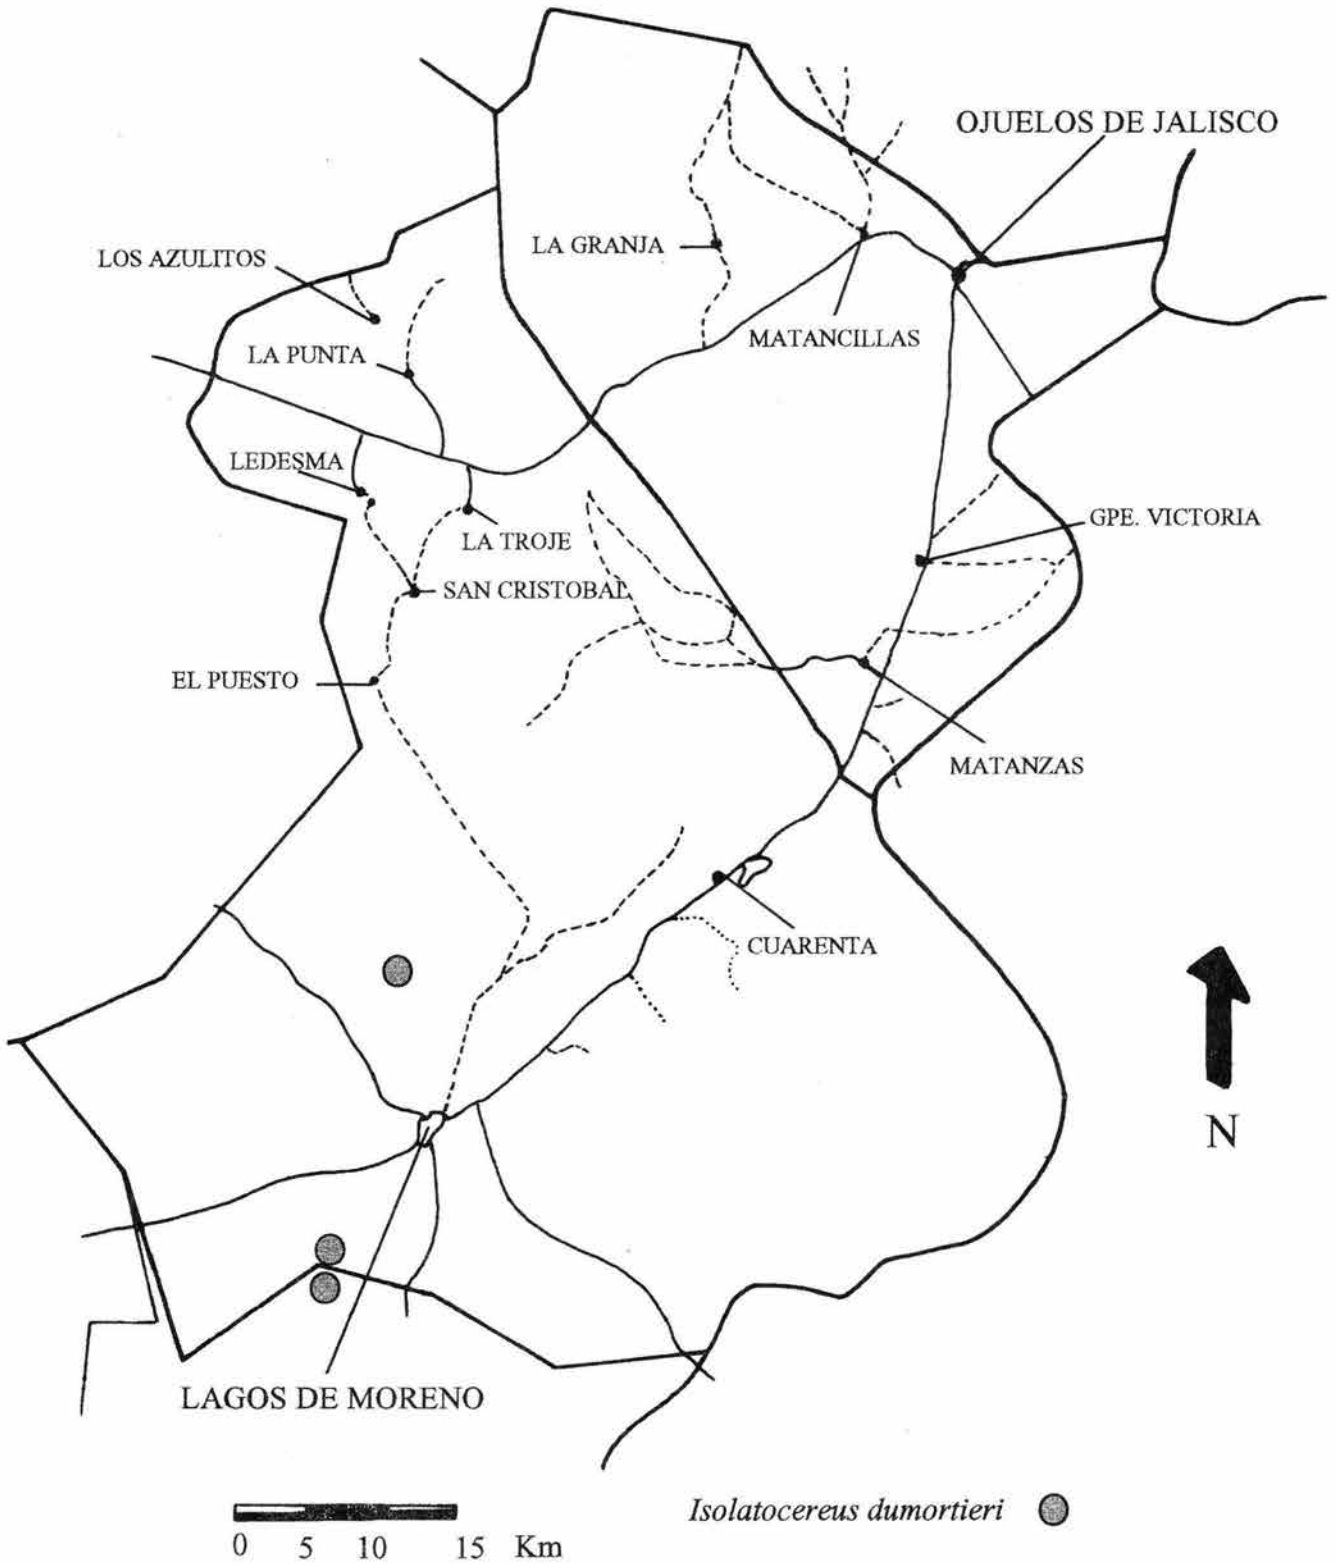 OJUELOS DE JALISCO
LA GRANJA
LOS AZULITOS
MATANCILLAS
LA PUNTA
LEDESMA
GPE. VICTORIA
LA TROJE
SAN CRISTOBAL
EL PUESTO
MATANZAS
CUARENTA
N
LAGOS DE MORENO
Isolatocereus dumortieri
0 5 10 15 Km